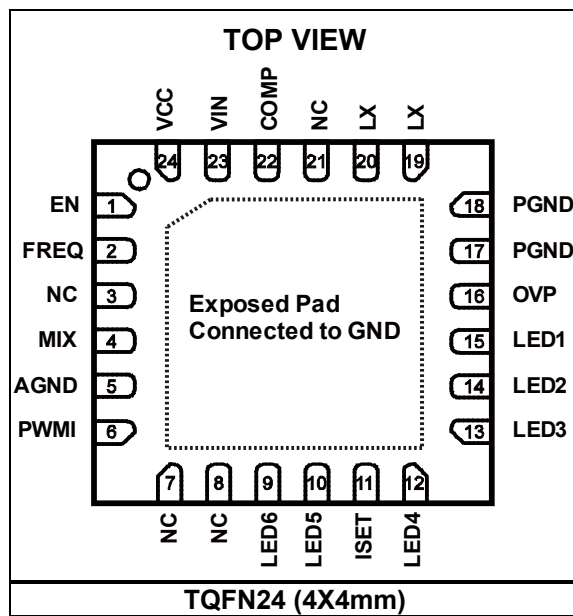 TOP VIEW
VCC
VIN
COMP
NC
LX
LX
24
23
22
21
20
19
EN
1
FREQ
2
NC
3
MIX
4
AGND
5
PWMI
6
18
PGND
17
PGND
16
OVP
15
LED1
14
LED2
13
LED3
Exposed Pad
Connected to GND
7
8
9
10
11
12
NC
NC
LED6
LED5
ISET
LED4
TQFN24 (4X4mm)